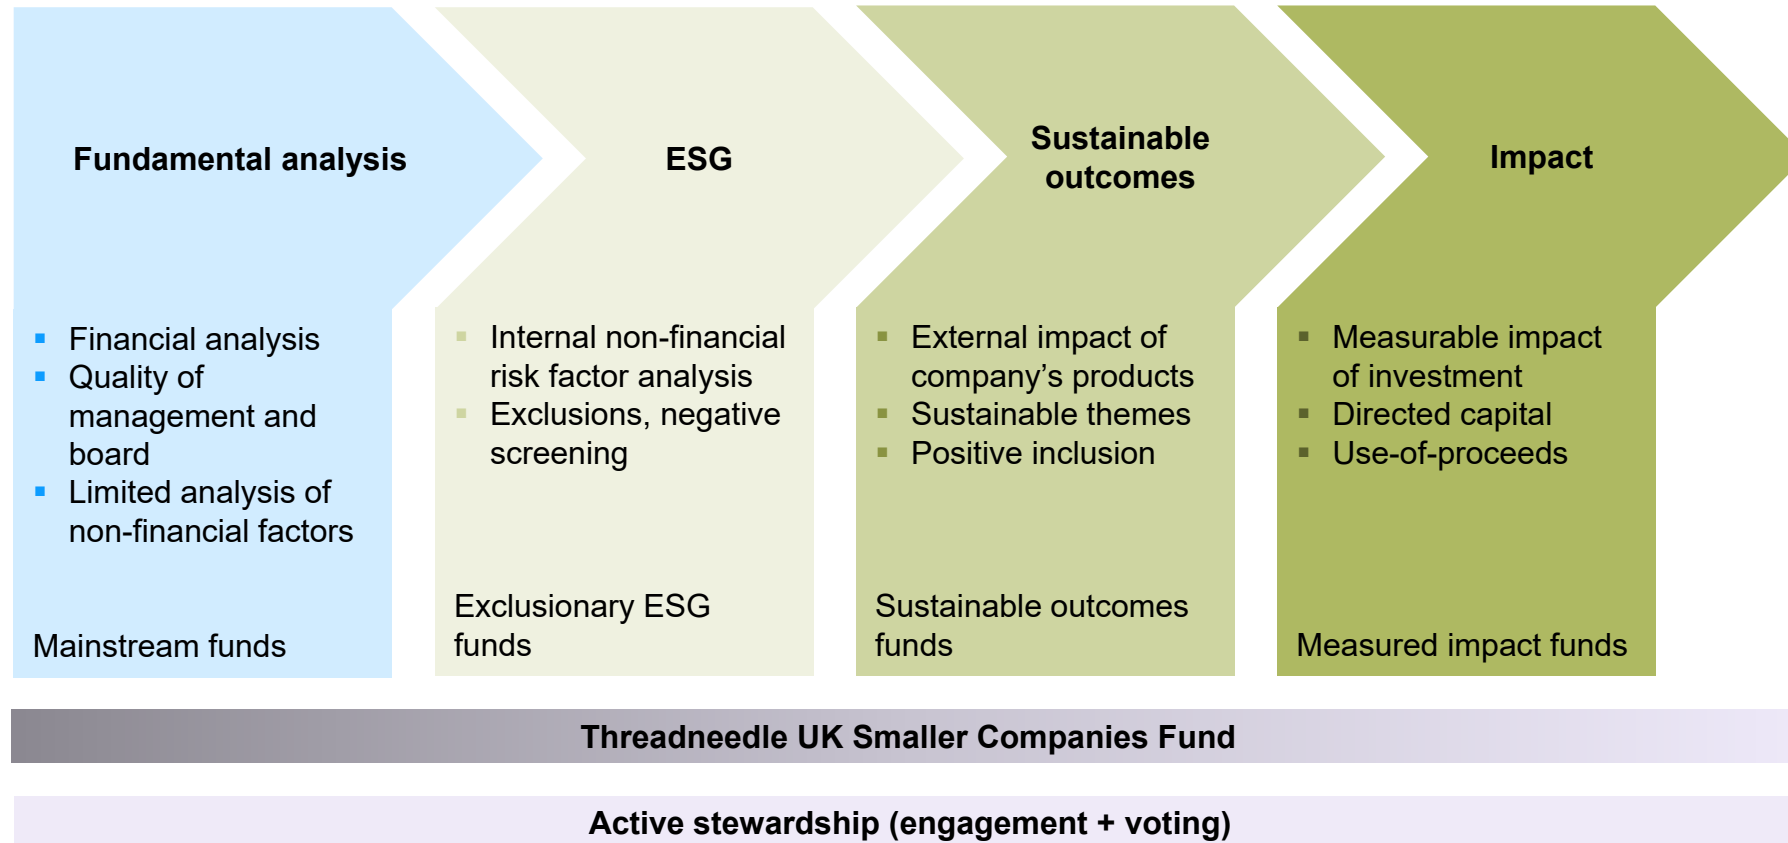 Fundamental analysis
▪ Financial analysis
▪ Quality of
management and
board
▪ Limited analysis of
non-financial factors
Mainstream funds
ESG
▪ Internal non-financial
risk factor analysis
▪ Exclusions, negative
screening
Exclusionary ESG
funds
Sustainable
outcomes
▪ External impact of
company’s products
▪ Sustainable themes
▪ Positive inclusion
Sustainable outcomes
funds
Impact
▪ Measurable impact
of investment
▪ Directed capital
▪ Use-of-proceeds
Measured impact funds
Threadneedle UK Smaller Companies Fund
Active stewardship (engagement + voting)